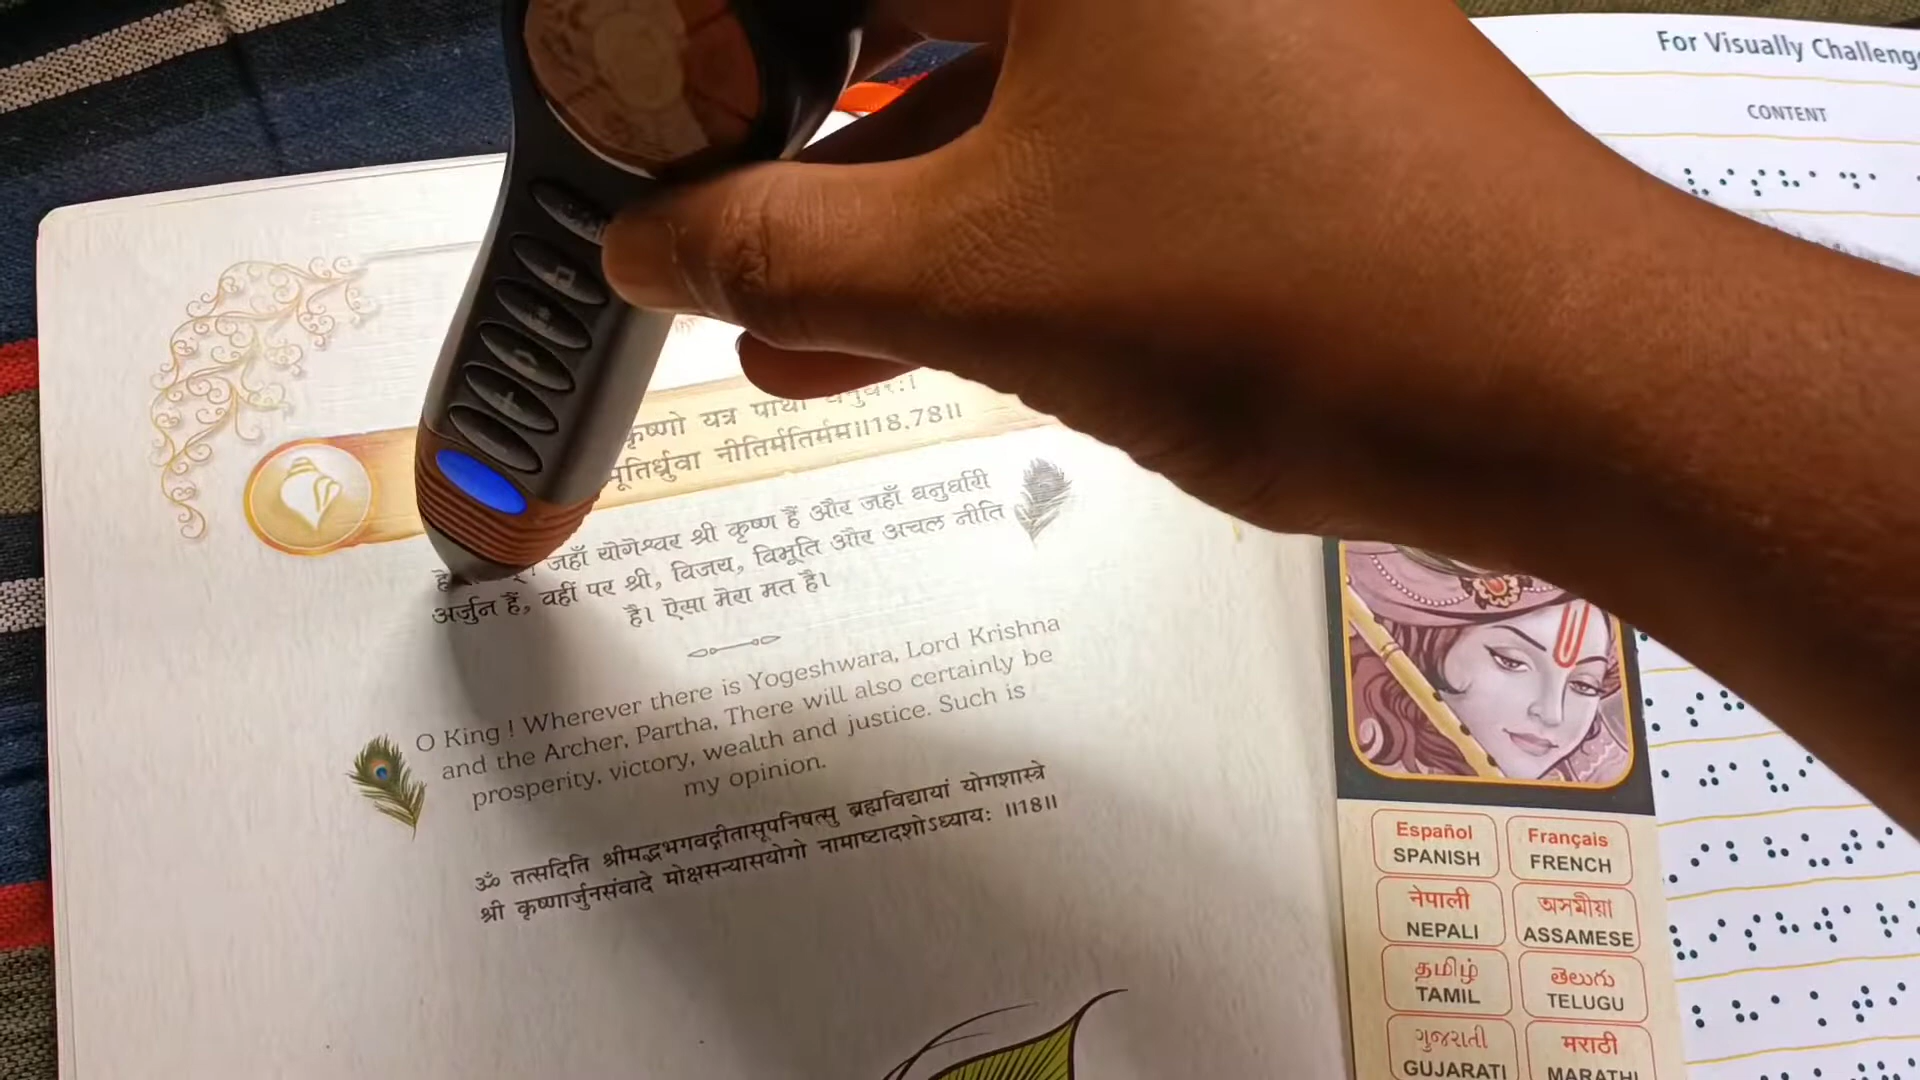 For Visually
CONTENT
कृष्णो यत्र
नीतिर्मतिर्मम॥18.78॥
जहाँ योगेश्वर श्री कृष्ण हैं और जहाँ धनुर्धारी
अर्जुन हैं, वहीं पर श्री, विजय, विभूति और अचल नीति
है। ऐसा मेरा मत है।
O King ! Wherever there is Yogeshwara, Lord Krishna
and the Archer, Partha, There will also certainly be
prosperity, victory, wealth and justice. Such is
my opinion.
ॐ तत्सदिति श्रीमद्भभगवद्गीतासूपनिषत्सु ब्रह्मविद्यायां योगशास्त्रे
श्री कृष्णार्जुनसंवादे मोक्षसन्यासयोगो नामाष्टादशोऽध्यायः ॥18॥
Español
SPANISH
Français
FRENCH
नेपाली
NEPALI
অসমীয়া
ASSAMESE
தமிழ்
TAMIL
తెలుగు
TELUGU
ગુજરાતી
GUJARATI
मराठी
MARATHI